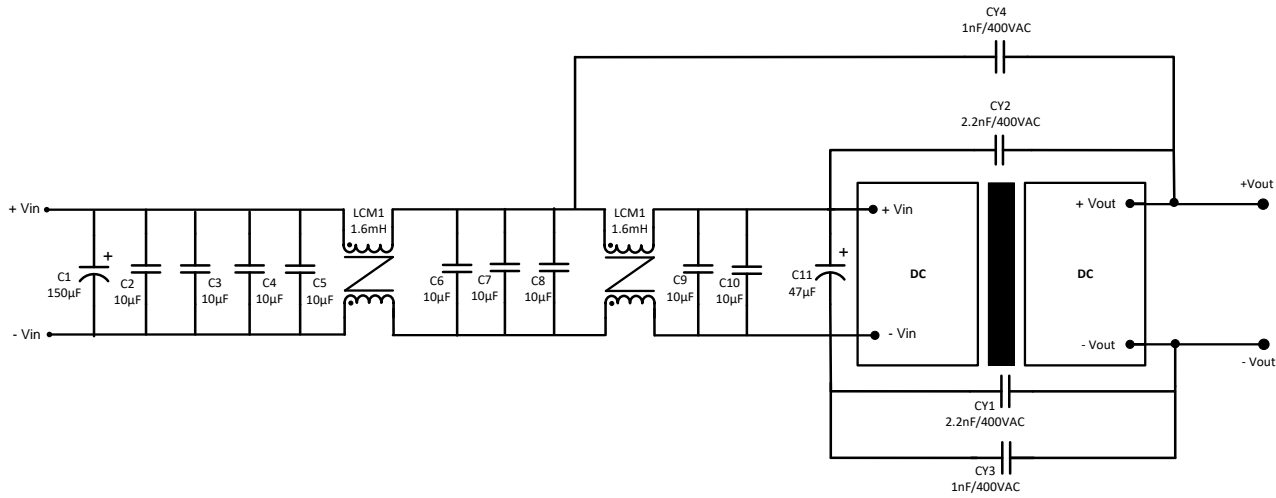 CY4
1nF/400VAC
CY2
2.2nF/400VAC
+ Vin
LCM1
1.6mH
LCM1
1.6mH
+ Vin
+ Vout
+Vout
C1
150µF
+
C2
10µF
C3
10µF
C4
10µF
C5
10µF
C6
10µF
C7
10µF
C8
10µF
C9
10µF
C10
10µF
C11
47µF
+
DC
DC
- Vin
- Vin
- Vout
- Vout
CY1
2.2nF/400VAC
CY3
1nF/400VAC